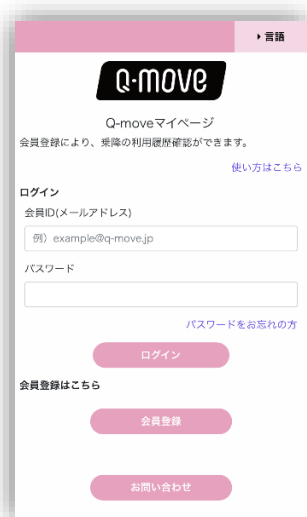 ▸言語
Q-move
Q-moveマイページ
会員登録により、乗降の利用履歴確認ができます。
使い方はこちら
ログイン
会員ID(メールアドレス)
例）example@q-move.jp
パスワード
パスワードをお忘れの方
ログイン
会員登録はこちら
会員登録
お問い合わせ